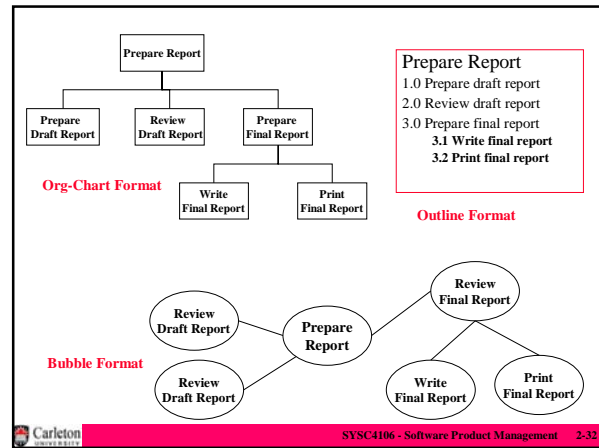 Prepare Report
Prepare
Draft Report
Review
Draft Report
Prepare
Final Report
Write
Final Report
Print
Final Report
Org-Chart Format
Prepare Report
1.0 Prepare draft report
2.0 Review draft report
3.0 Prepare final report
3.1 Write final report
3.2 Print final report
Outline Format
Review
Draft Report
Prepare
Report
Review
Final Report
Review
Draft Report
Write
Final Report
Print
Final Report
Bubble Format
Carleton
UNIVERSITY
SYSC4106 - Software Product Management 2-32